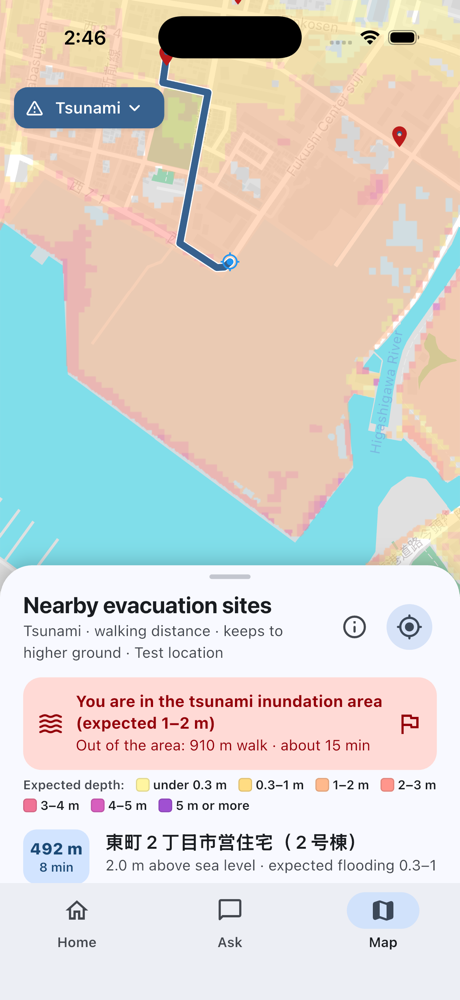 2:46
Tsunami
Fukushi Center suji
Higashigawa River
Nearby evacuation sites
Tsunami · walking distance · keeps to
higher ground · Test location
You are in the tsunami inundation area
(expected 1–2 m)
Out of the area: 910 m walk · about 15 min
Expected depth: under 0.3 m 0.3–1 m 1–2 m 2–3 m
3–4 m 4–5 m 5 m or more
492 m
8 min
東町２丁目市営住宅（２号棟）
2.0 m above sea level · expected flooding 0.3–1
Home
Ask
Map